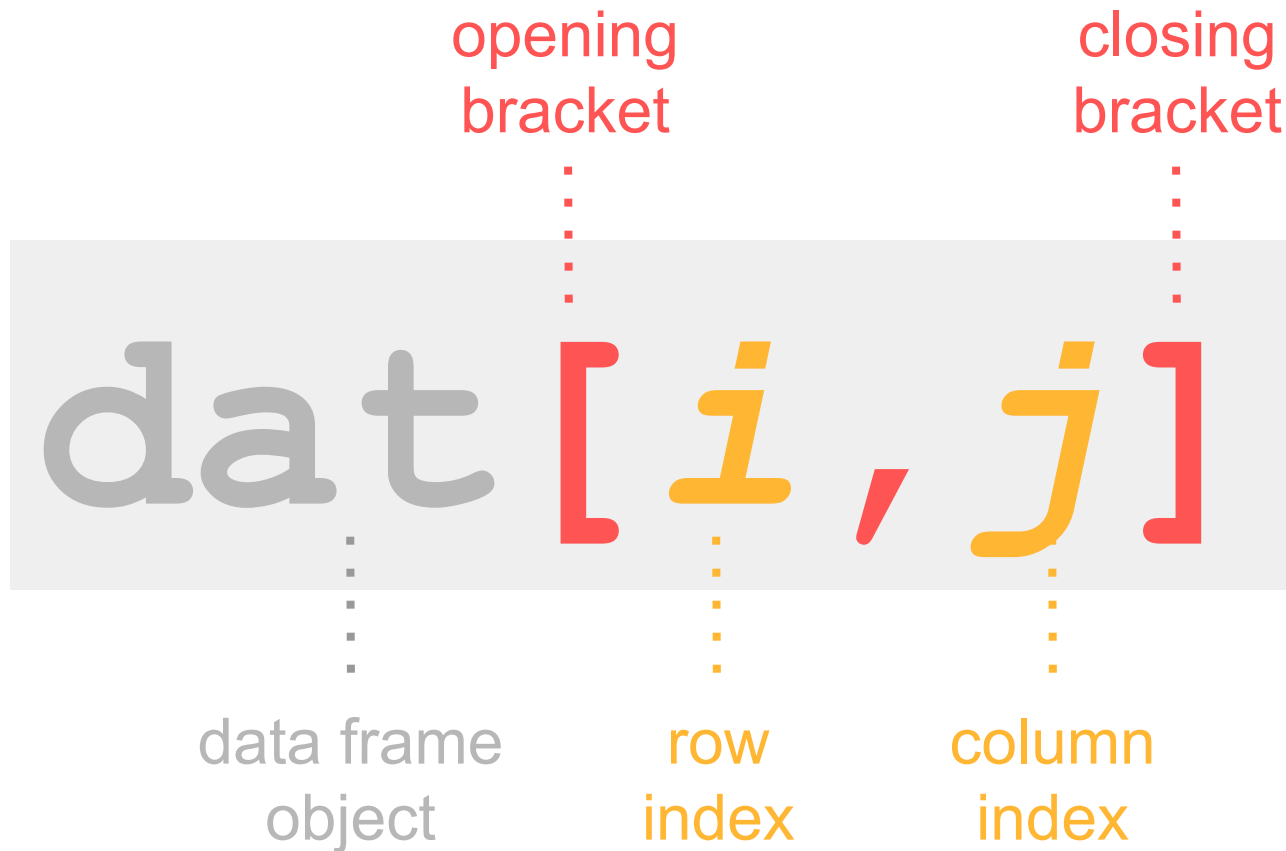 opening
bracket
closing
bracket
dat[i,j]
data frame
object
row
index
column
index